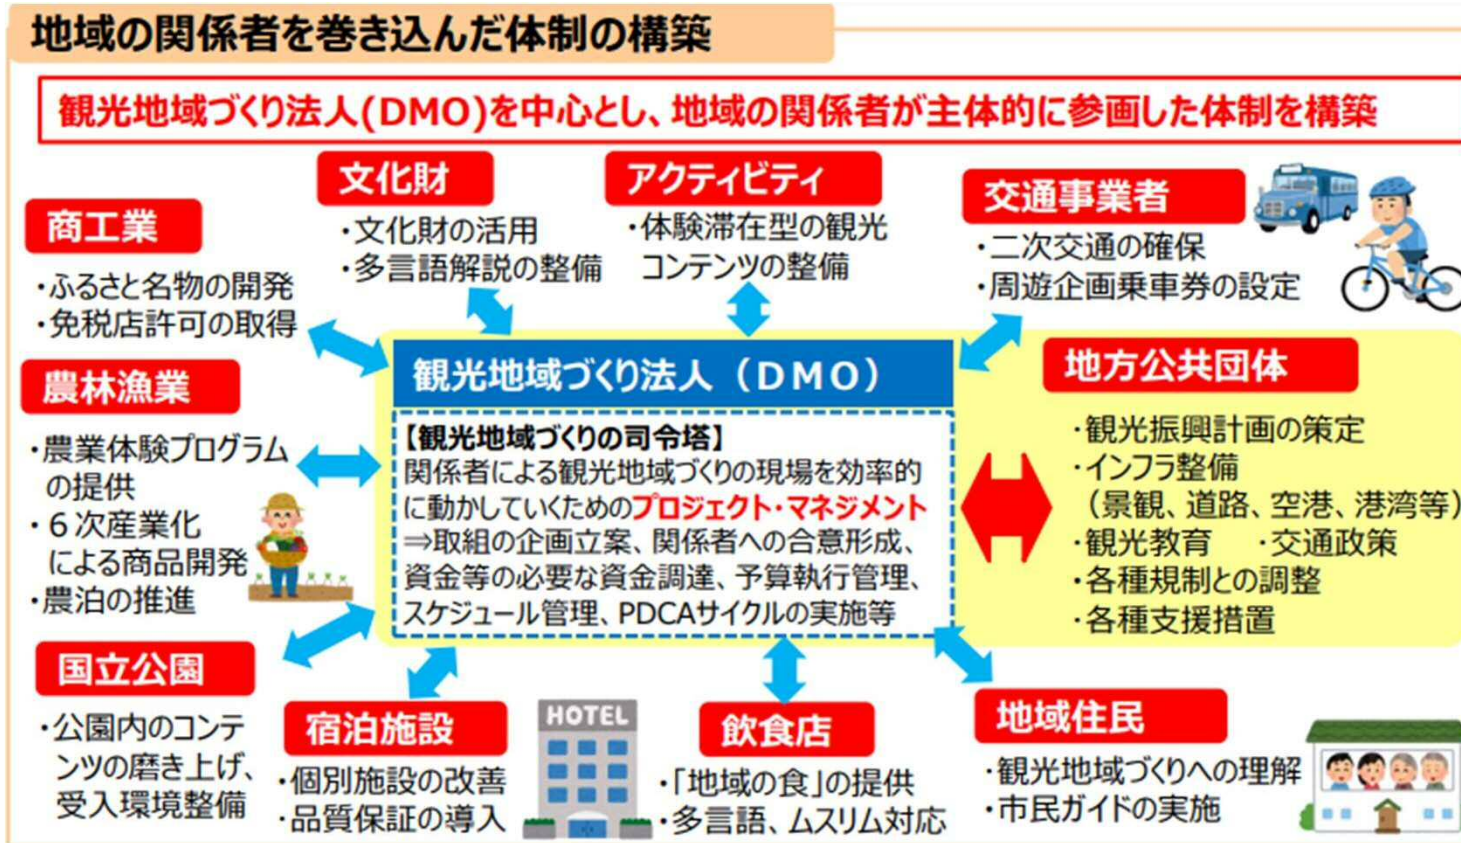 地域の関係者を巻き込んだ体制の構築
観光地域づくり法人(DMO)を中心とし、地域の関係者が主体的に参画した体制を構築
商工業
・ふるさと名物の開発
・免税店許可の取得
文化財
・文化財の活用
・多言語解説の整備
アクティビティ
・体験滞在型の観光
コンテンツの整備
交通事業者
・二次交通の確保
・周遊企画乗車券の設定
農林漁業
・農業体験プログラム
の提供
・6次産業化
による商品開発
・農泊の推進
観光地域づくり法人（DMO）
【観光地域づくりの司令塔】
関係者による観光地域づくりの現場を効率的
に動かしていくためのプロジェクト・マネジメント
⇒取組の企画立案、関係者への合意形成、
資金等の必要な資金調達、予算執行管理、
スケジュール管理、PDCAサイクルの実施等
地方公共団体
・観光振興計画の策定
・インフラ整備
（景観、道路、空港、港湾等）
・観光教育　・交通政策
・各種規制との調整
・各種支援措置
国立公園
・公園内のコンテ
ンツの磨き上げ、
受入環境整備
宿泊施設
・個別施設の改善
・品質保証の導入
HOTEL
飲食店
・「地域の食」の提供
・多言語、ムスリム対応
地域住民
・観光地域づくりへの理解
・市民ガイドの実施